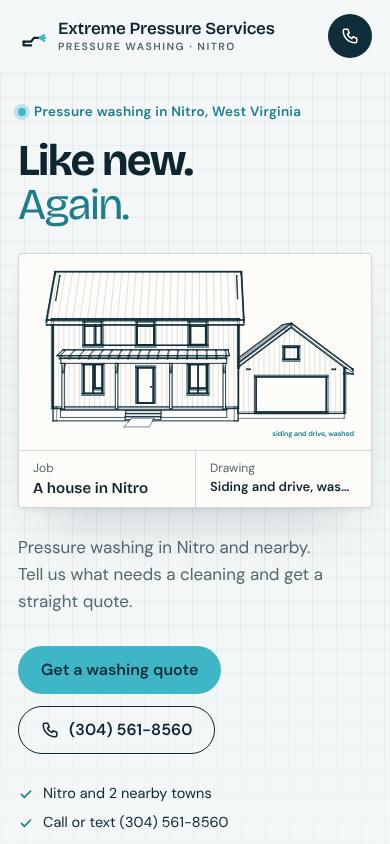 Extreme Pressure Services
PRESSURE WASHING · NITRO
Pressure washing in Nitro, West Virginia
Like new.
Again.
siding and drive, washed
Job
A house in Nitro
Drawing
Siding and drive, was...
Pressure washing in Nitro and nearby.
Tell us what needs a cleaning and get a
straight quote.
Get a washing quote
(304) 561-8560
Nitro and 2 nearby towns
Call or text (304) 561-8560